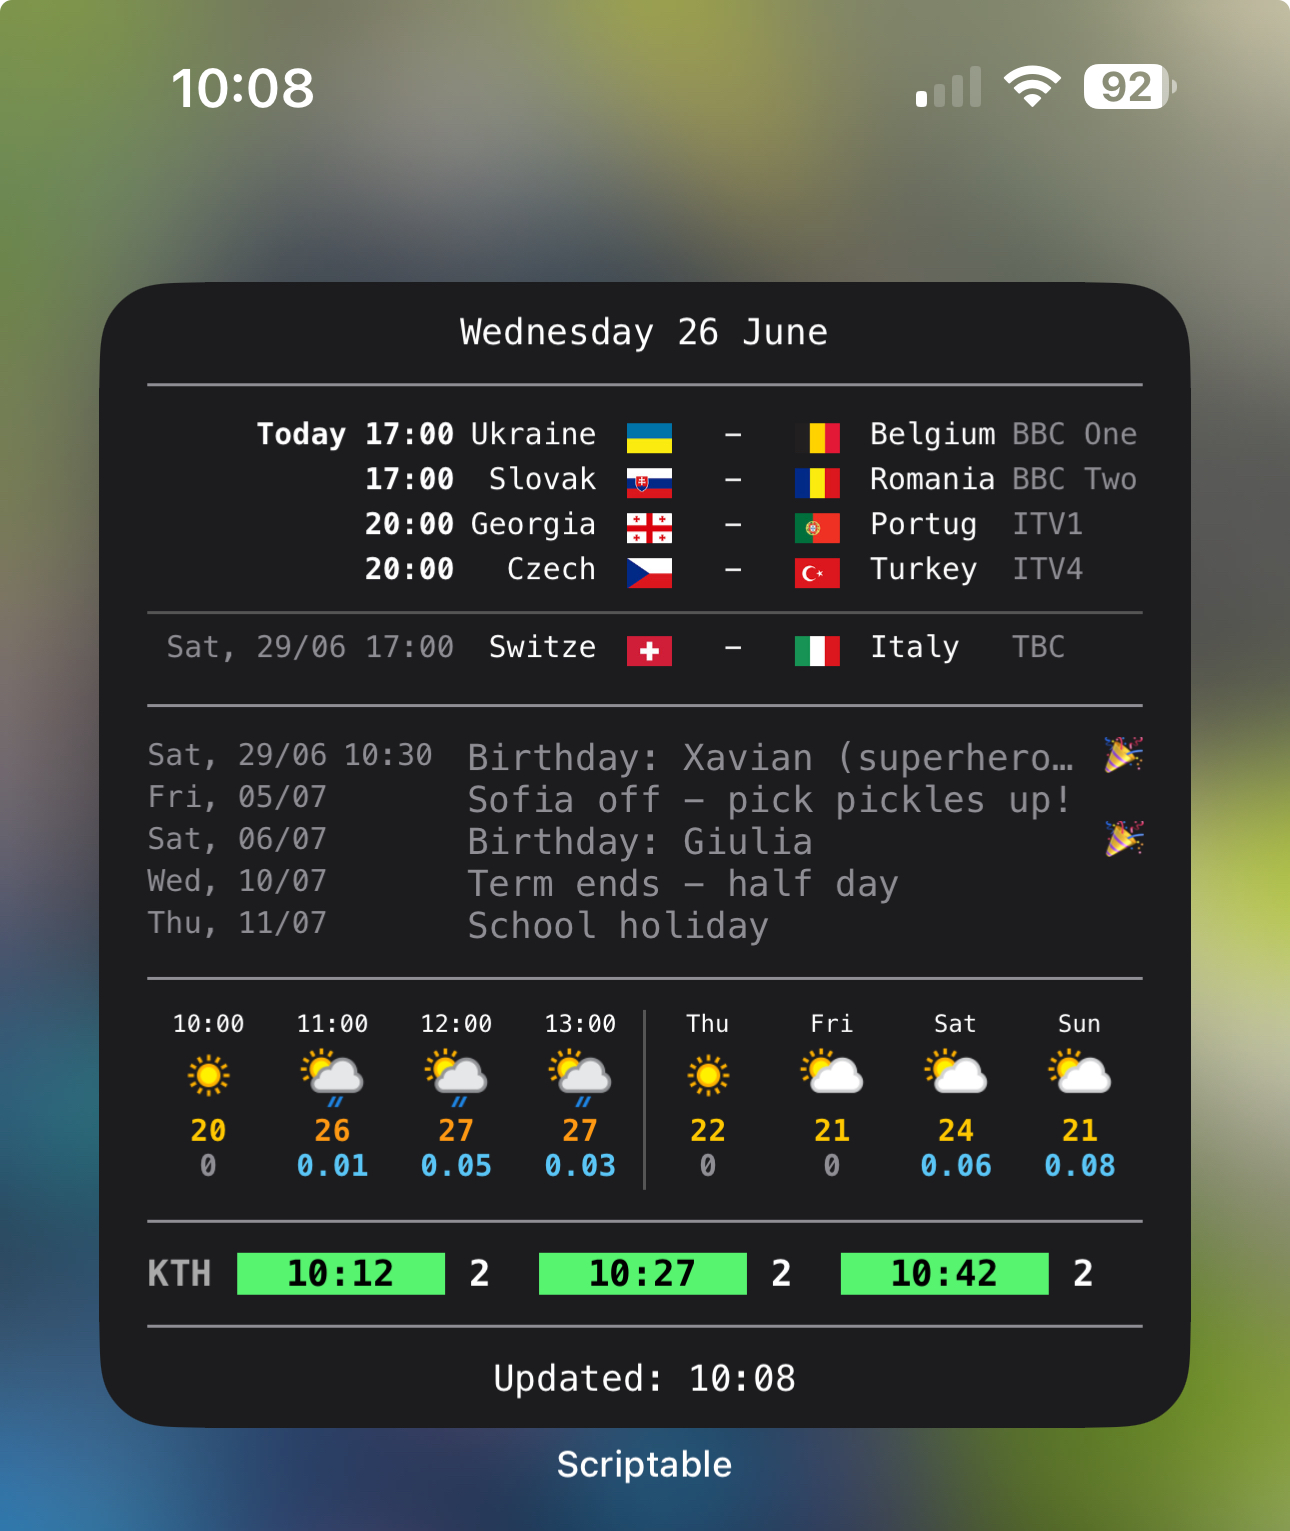 10:08 92
Wednesday 26 June
Today 17:00 Ukraine – Belgium BBC One
17:00 Slovak – Romania BBC Two
20:00 Georgia – Portug ITV1
20:00 Czech – Turkey ITV4
Sat, 29/06 17:00 Switze – Italy TBC
Sat, 29/06 10:30 Birthday: Xavian (superhero…
Fri, 05/07 Sofia off – pick pickles up!
Sat, 06/07 Birthday: Giulia
Wed, 10/07 Term ends – half day
Thu, 11/07 School holiday
10:00 11:00 12:00 13:00 Thu Fri Sat Sun
20 26 27 27 22 21 24 21
0 0.01 0.05 0.03 0 0 0.06 0.08
KTH 10:12 2 10:27 2 10:42 2
Updated: 10:08
Scriptable